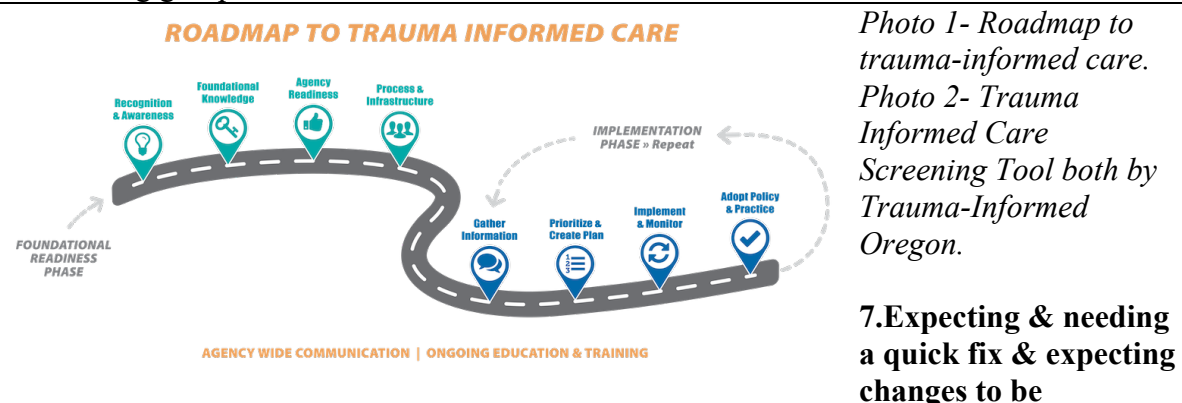 ROADMAP TO TRAUMA INFORMED CARE
Recognition
& Awareness
Foundational
Knowledge
Agency
Readiness
Process &
Infrastructure
IMPLEMENTATION
PHASE » Repeat
FOUNDATIONAL
READINESS
PHASE
Gather
Information
Prioritize &
Create Plan
1
2
3
Implement
& Monitor
Adopt Policy
& Practice
AGENCY WIDE COMMUNICATION | ONGOING EDUCATION & TRAINING
Photo 1- Roadmap to
trauma-informed care.
Photo 2- Trauma
Informed Care
Screening Tool both by
Trauma-Informed
Oregon.
7.Expecting & needing
a quick fix & expecting
changes to be